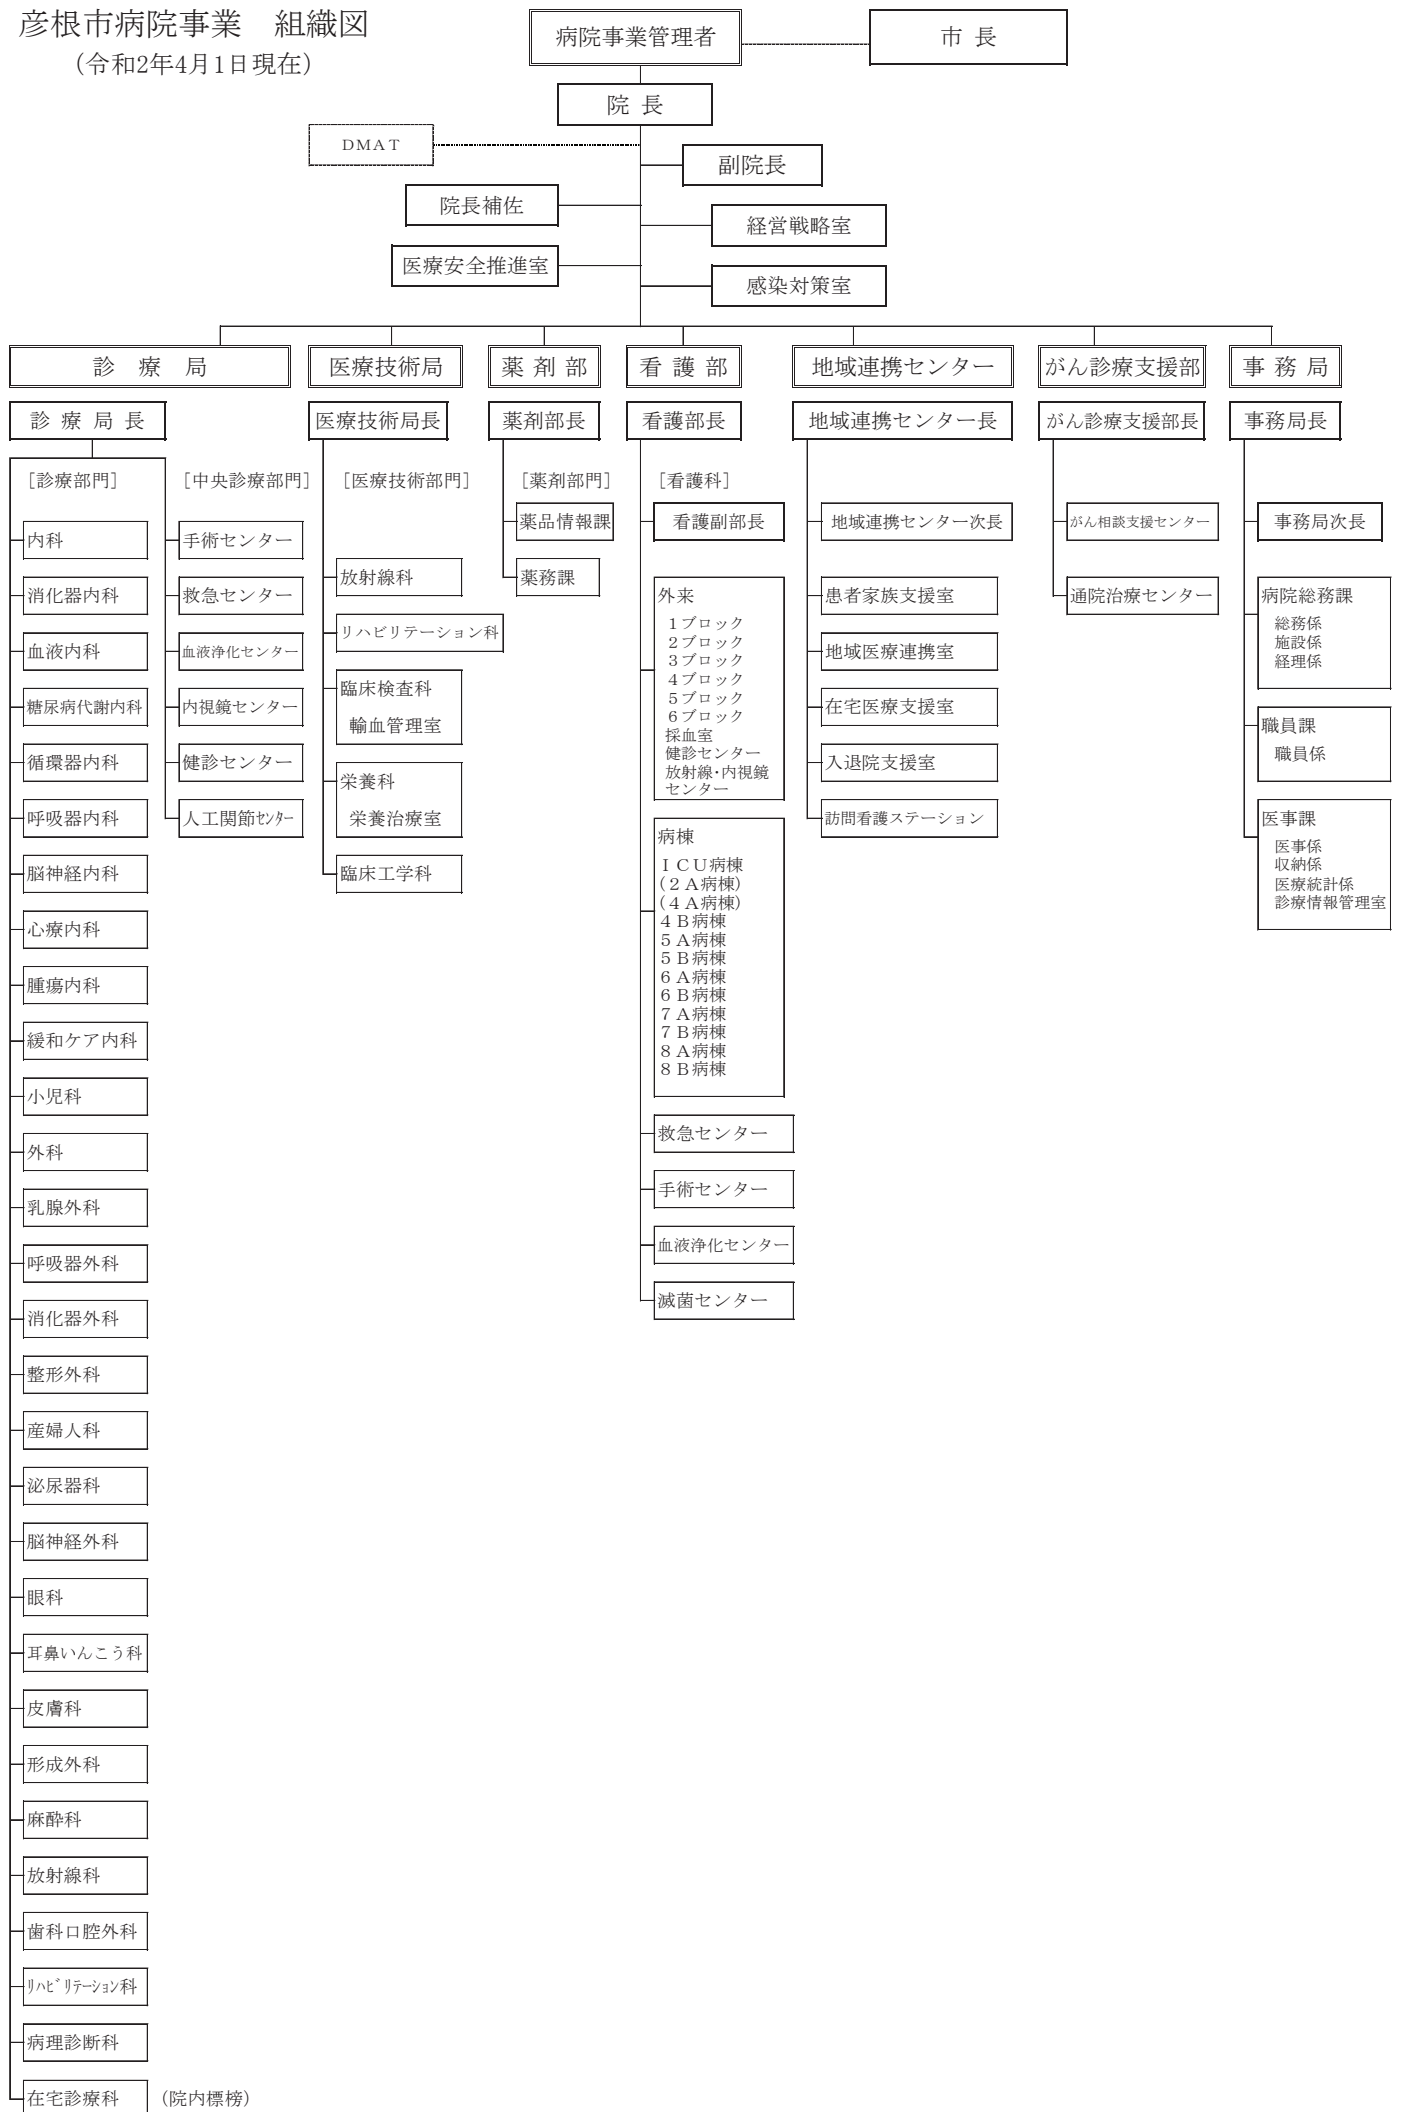 彦根市病院事業　組織図
（令和2年4月1日現在）
病院事業管理者
市 長
院 長
DMAT
副院長
院長補佐
経営戦略室
医療安全推進室
感染対策室
診 療 局
医療技術局
薬 剤 部
看 護 部
地域連携センター
がん診療支援部
事 務 局
診 療 局 長
医療技術局長
薬剤部長
看護部長
地域連携センター長
がん診療支援部長
事務局長
［診療部門］
内科
消化器内科
血液内科
糖尿病代謝内科
循環器内科
呼吸器内科
脳神経内科
心療内科
腫瘍内科
緩和ケア内科
小児科
外科
乳腺外科
呼吸器外科
消化器外科
整形外科
産婦人科
泌尿器科
脳神経外科
眼科
耳鼻いんこう科
皮膚科
形成外科
麻酔科
放射線科
歯科口腔外科
ﾘﾊﾋﾞﾘﾃｰｼｮﾝ科
病理診断科
在宅診療科 （院内標榜）
［中央診療部門］
手術センター
救急センター
血液浄化センター
内視鏡センター
健診センター
人工関節ｾﾝﾀｰ
［医療技術部門］
放射線科
リハビリテーション科
臨床検査科
輸血管理室
栄養科
栄養治療室
臨床工学科
［薬剤部門］
薬品情報課
薬務課
［看護科］
看護副部長
外来
１ブロック
２ブロック
３ブロック
４ブロック
５ブロック
６ブロック
採血室
健診センター
放射線･内視鏡
センター
病棟
ＩＣＵ病棟
(２Ａ病棟)
(４Ａ病棟)
４Ｂ病棟
５Ａ病棟
５Ｂ病棟
６Ａ病棟
６Ｂ病棟
７Ａ病棟
７Ｂ病棟
８Ａ病棟
８Ｂ病棟
救急センター
手術センター
血液浄化センター
滅菌センター
地域連携センター次長
患者家族支援室
地域医療連携室
在宅医療支援室
入退院支援室
訪問看護ステーション
がん相談支援センター
通院治療センター
事務局次長
病院総務課
総務係
施設係
経理係
職員課
職員係
医事課
医事係
収納係
医療統計係
診療情報管理室